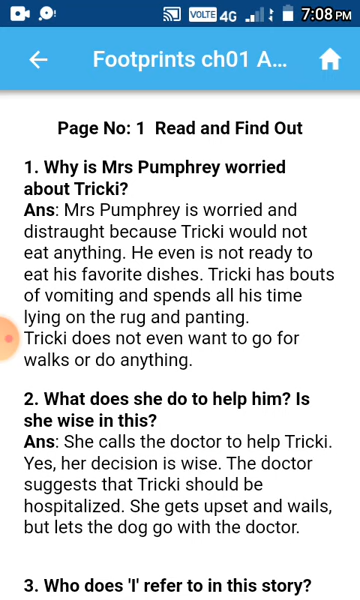 VOLTE 4G 7:08 PM
Footprints ch01 A...
Page No: 1 Read and Find Out
1. Why is Mrs Pumphrey worried
about Tricki?
Ans: Mrs Pumphrey is worried and
distraught because Tricki would not
eat anything. He even is not ready to
eat his favorite dishes. Tricki has bouts
of vomiting and spends all his time
lying on the rug and panting.
Tricki does not even want to go for
walks or do anything.
2. What does she do to help him? Is
she wise in this?
Ans: She calls the doctor to help Tricki.
Yes, her decision is wise. The doctor
suggests that Tricki should be
hospitalized. She gets upset and wails,
but lets the dog go with the doctor.
3. Who does 'I' refer to in this story?